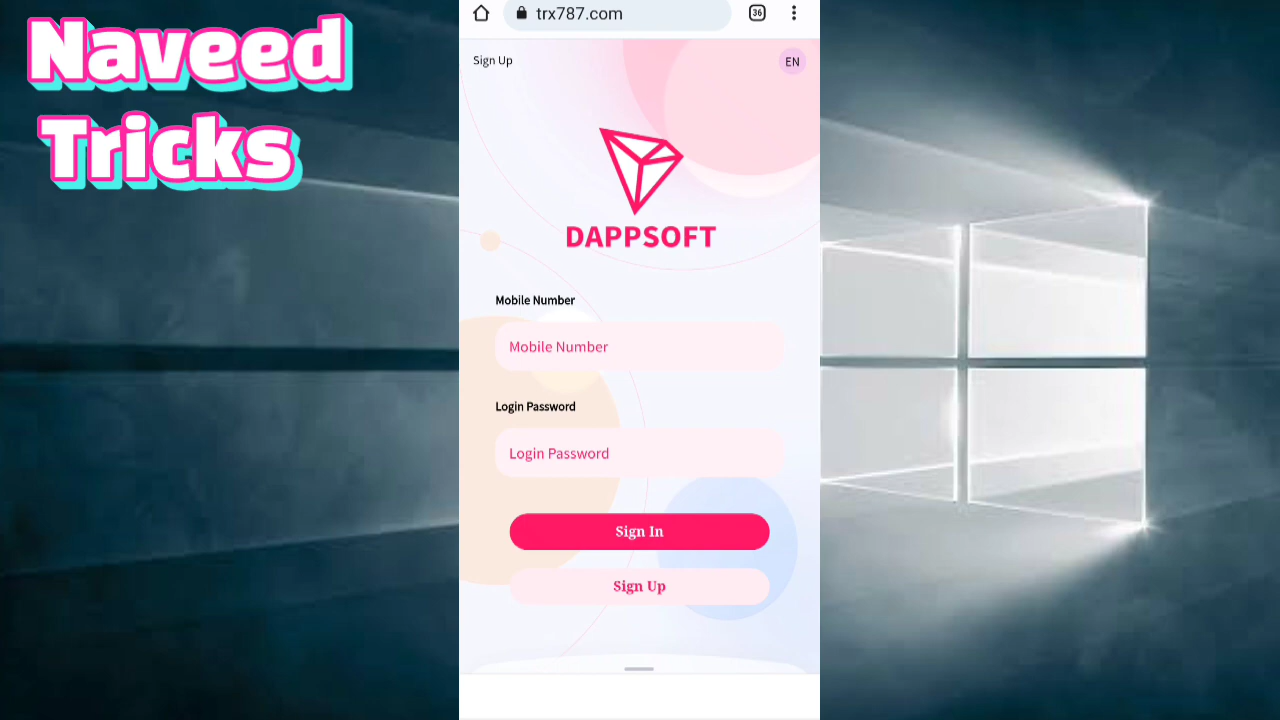 Naveed
Tricks
trx787.com
36
Sign Up
EN
DAPPSOFT
Mobile Number
Mobile Number
Login Password
Login Password
Sign In
Sign Up